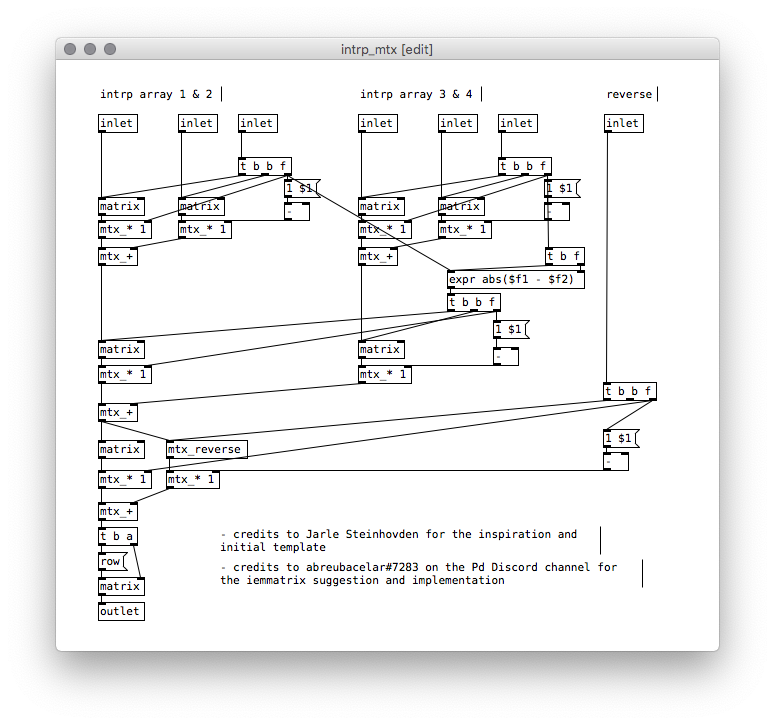 intrp_mtx [edit]
intrp array 1 & 2
intrp array 3 & 4
reverse
inlet
inlet
inlet
inlet
inlet
inlet
inlet
t b b f
t b b f
1 $1
1 $1
matrix
matrix
matrix
matrix
-
-
mtx_* 1
mtx_* 1
mtx_* 1
mtx_* 1
mtx_+
mtx_+
t b f
expr abs($f1 - $f2)
t b b f
1 $1
matrix
matrix
-
mtx_* 1
mtx_* 1
t b b f
mtx_+
1 $1
matrix
mtx_reverse
-
mtx_* 1
mtx_* 1
mtx_+
t b a
- credits to Jarle Steinhovden for the inspiration and
initial template
row
- credits to abreubacelar#7283 on the Pd Discord channel for
the iemmatrix suggestion and implementation
matrix
outlet